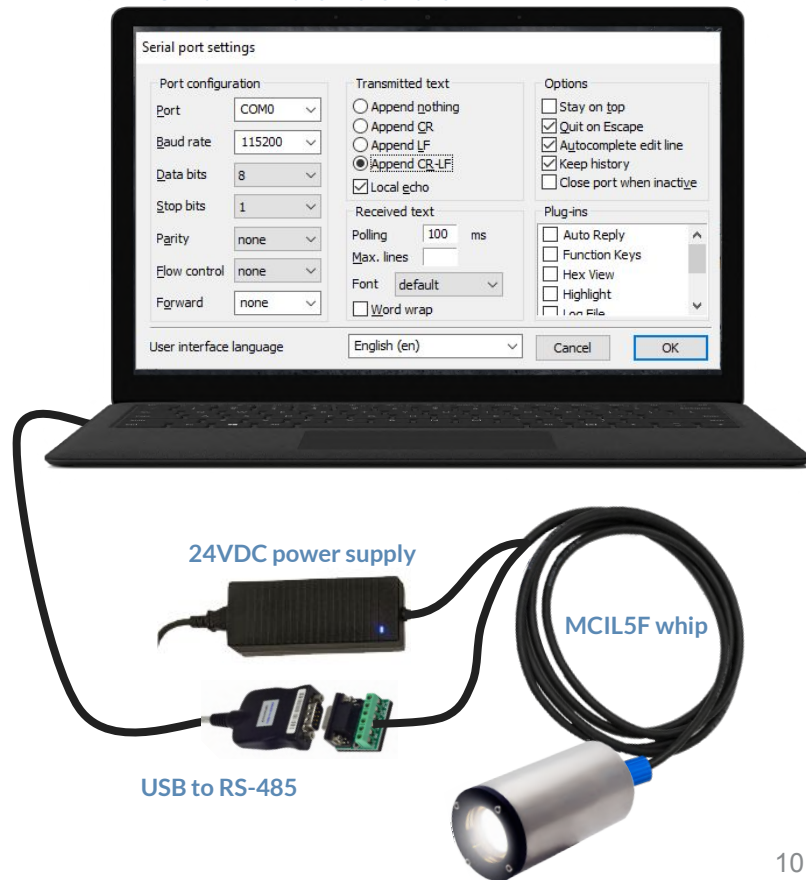 Serial port settings
Port configuration
Port COM0
Baud rate 115200
Data bits 8
Stop bits 1
Parity none
Flow control none
Forward none
Transmitted text
Append nothing
Append CR
Append LF
Append CR-LF
Local echo
Received text
Polling 100 ms
Max. lines
Font default
Word wrap
Options
Stay on top
Quit on Escape
Autocomplete edit line
Keep history
Close port when inactive
Plug-ins
Auto Reply
Function Keys
Hex View
Highlight
Log File
User interface language English (en) Cancel OK
24VDC power supply
MCIL5F whip
USB to RS-485
10